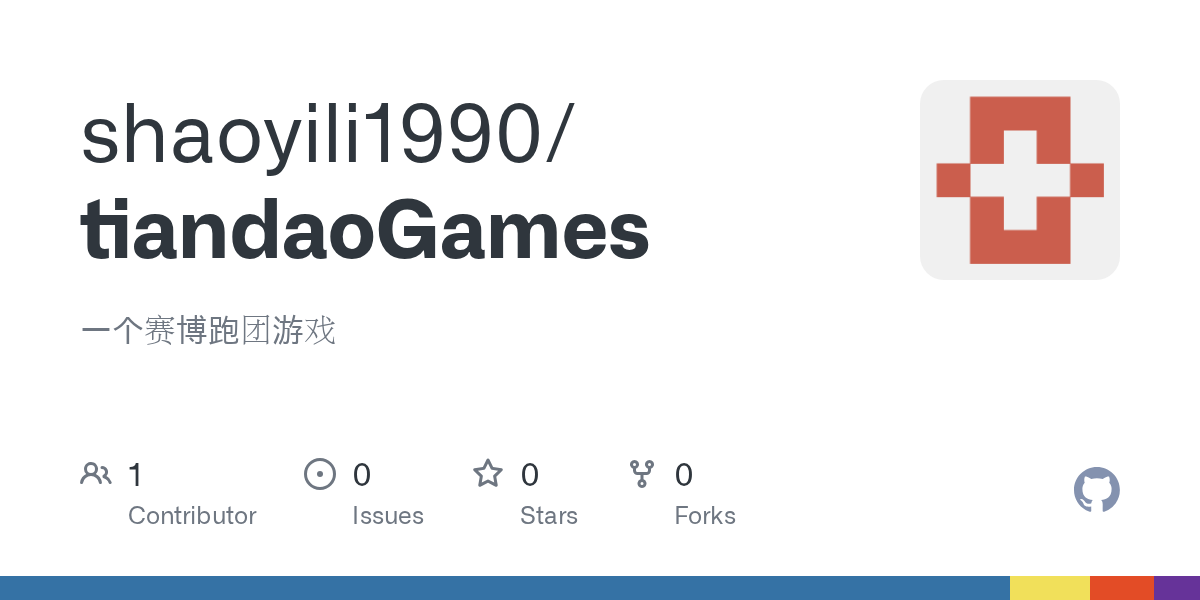 shaoyili1990/
tiandaoGames
一个赛博跑团游戏
1 0 0 0
Contributor Issues Stars Forks